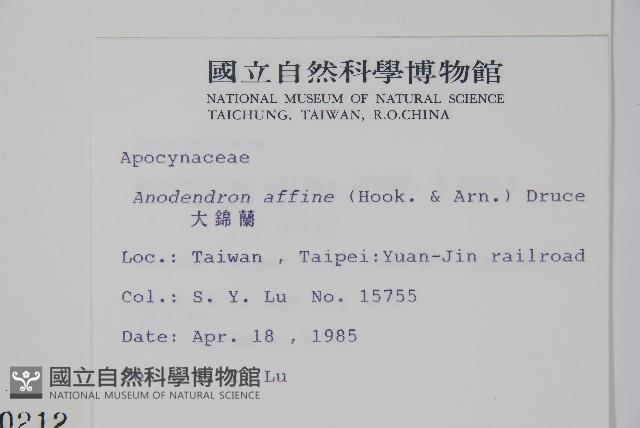 國立自然科學博物館
NATIONAL MUSEUM OF NATURAL SCIENCE
TAICHUNG, TAIWAN, R.O.CHINA
Apocynaceae
Anodendron affine (Hook. & Arn.) Druce
大錦蘭
Loc.: Taiwan , Taipei:Yuan-Jin railroad
Col.: S. Y. Lu No. 15755
Date: Apr. 18 , 1985
Lu
國立自然科學博物館
NATIONAL MUSEUM OF NATURAL SCIENCE
0212